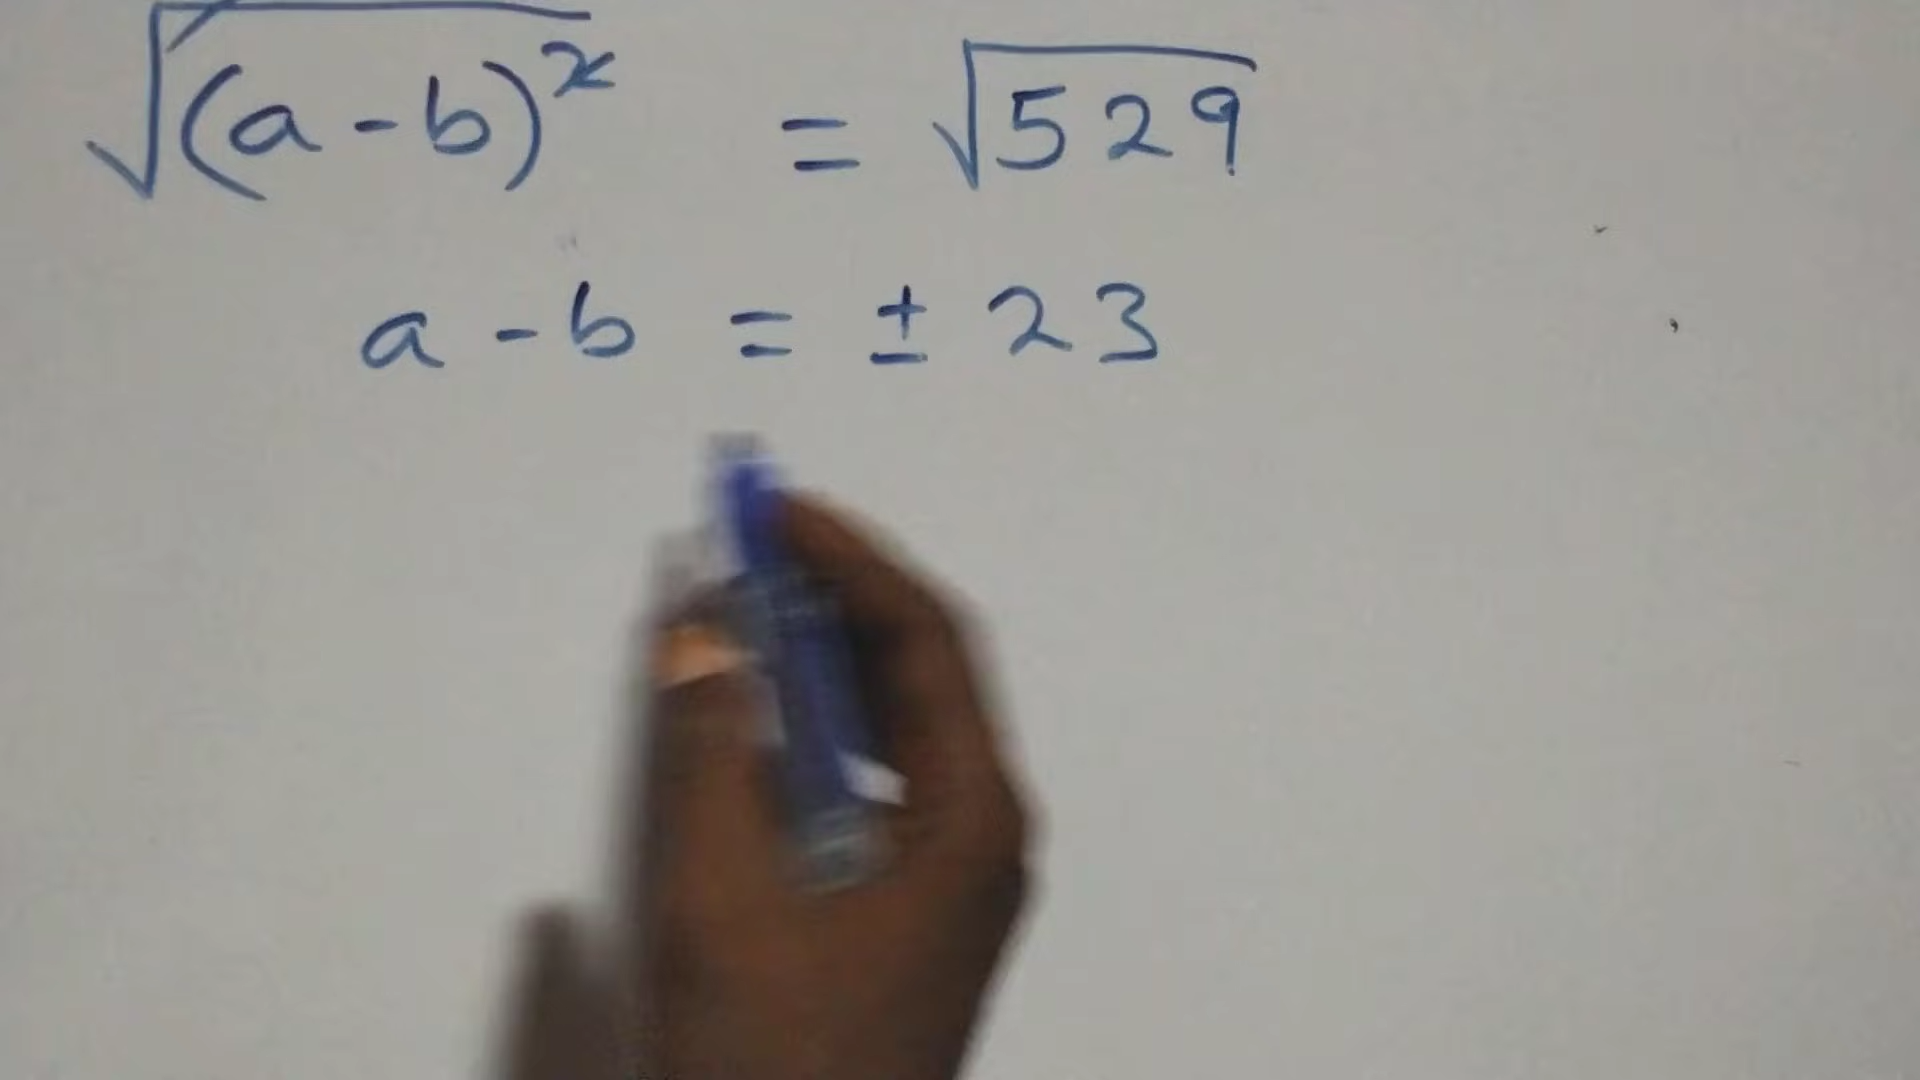 √(a-b)² = √529
a - b = ± 23